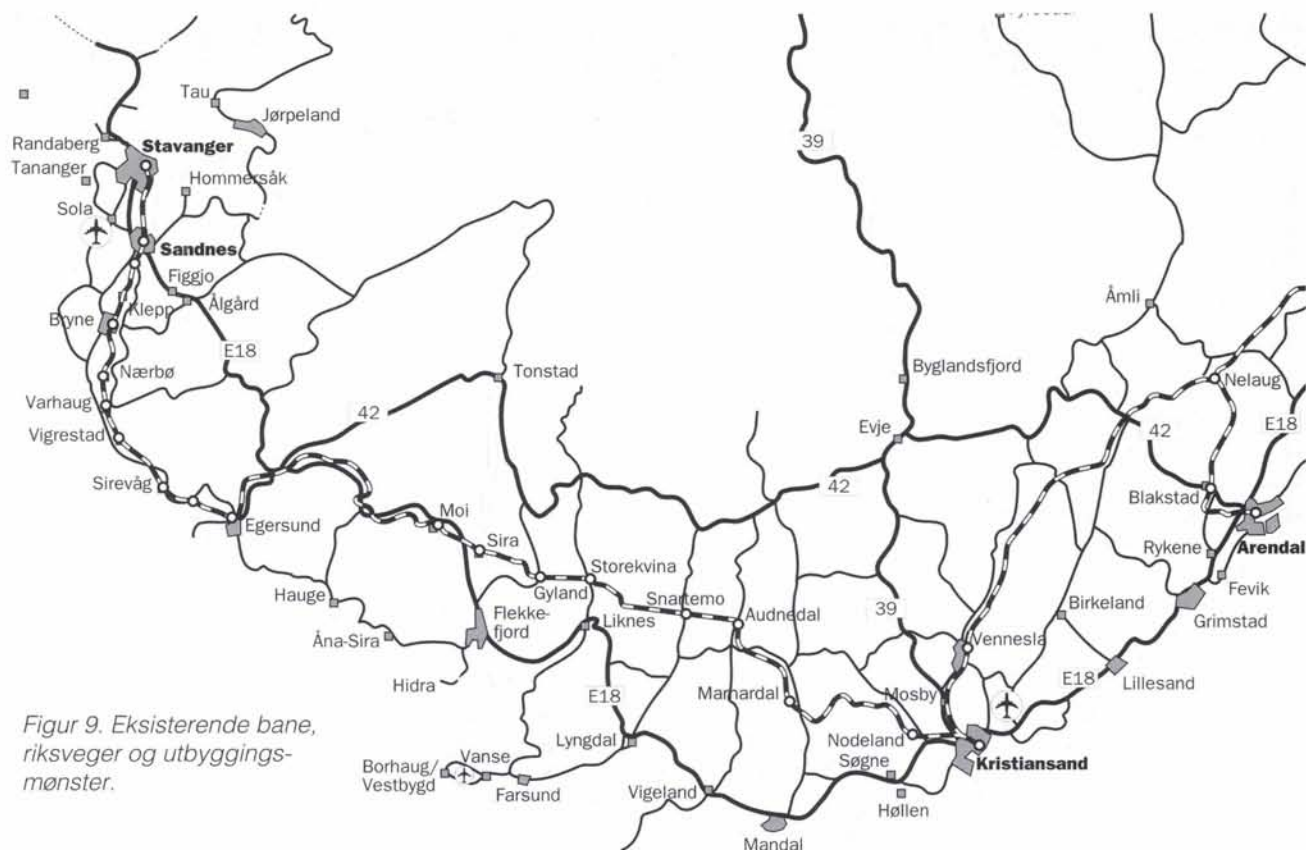 39
Tau
Jørpeland
Randaberg
Stavanger
Tananger
Hommersåk
Sola
Sandnes
Figgjo
Klepp
Ålgård
Bryne
E18
Nærbø
Varhaug
Vigrestad
Sirevåg
Egersund
42
Tonstad
Moi
Sira
Gyland
Storekvina
Hauge
Åna-Sira
Flekke-
fjord
Liknes
Snartemo
Audnedal
Hidra
E18
Marnardal
Lyngdal
Vanse
Borhaug/
Vestbygd
Farsund
Vigeland
Mandal
Åmli
Byglandsfjord
Evje
42
39
Nelaug
E18
42
Blakstad
Arendal
Rykene
Fevik
Grimstad
Birkeland
Vennesla
Mosby
E18
Lillesand
Nodeland
Søgne
Kristiansand
Høllen
Figur 9. Eksisterende bane,
riksveger og utbyggings-
mønster.